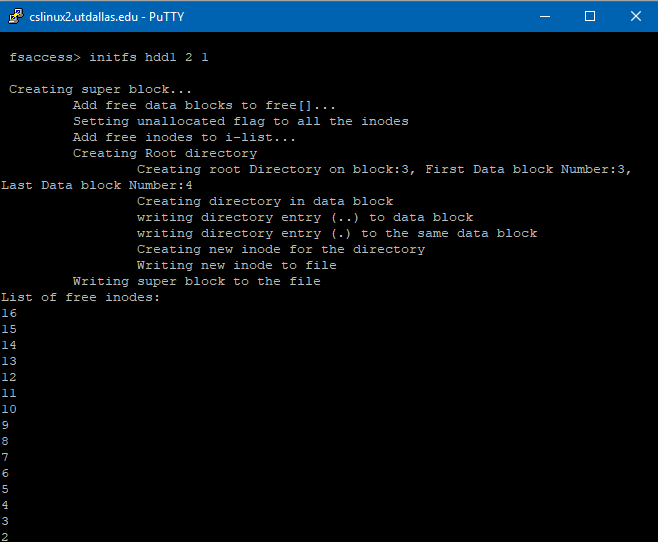 cslinux2.utdallas.edu - PuTTY
fsaccess> initfs hdd1 2 1
Creating super block...
Add free data blocks to free[]...
Setting unallocated flag to all the inodes
Add free inodes to i-list...
Creating Root directory
Creating root Directory on block:3, First Data block Number:3,
Last Data block Number:4
Creating directory in data block
writing directory entry (..) to data block
writing directory entry (.) to the same data block
Creating new inode for the directory
Writing new inode to file
Writing super block to the file
List of free inodes:
16
15
14
13
12
11
10
9
8
7
6
5
4
3
2